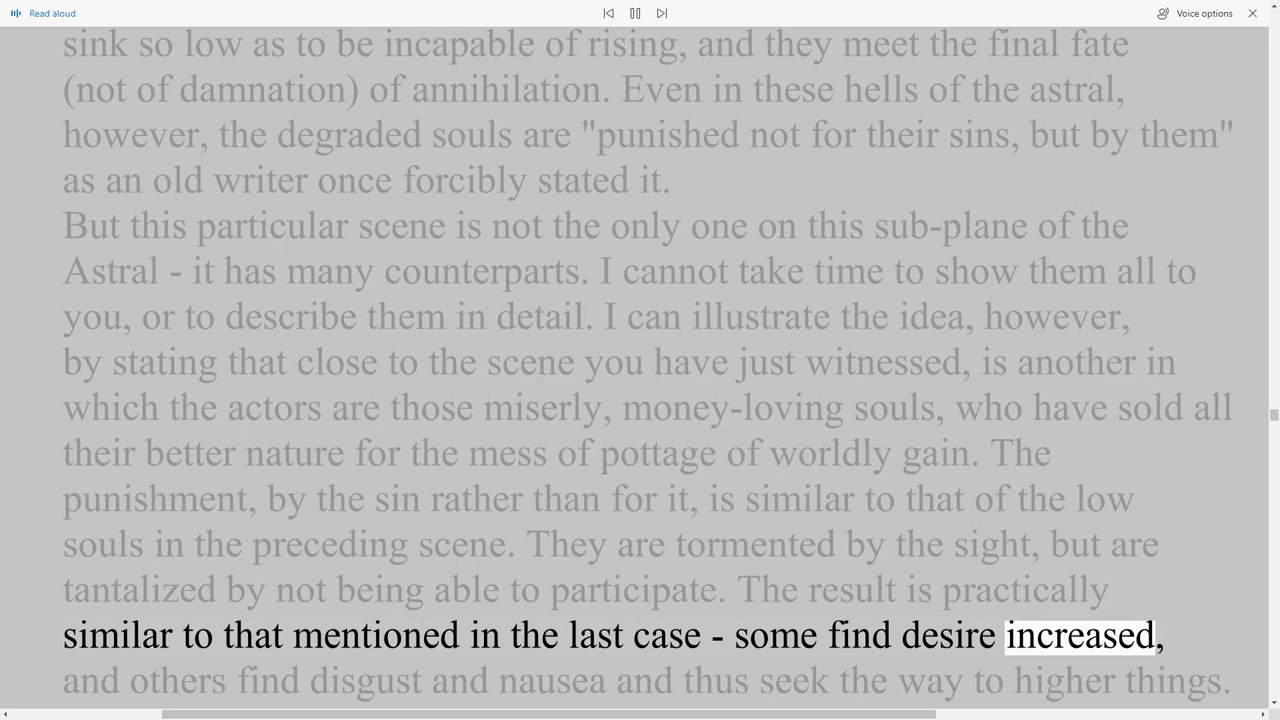 Read aloud
Voice options
sink so low as to be incapable of rising, and they meet the final fate
(not of damnation) of annihilation. Even in these hells of the astral,
however, the degraded souls are "punished not for their sins, but by them"
as an old writer once forcibly stated it.
But this particular scene is not the only one on this sub-plane of the
Astral - it has many counterparts. I cannot take time to show them all to
you, or to describe them in detail. I can illustrate the idea, however,
by stating that close to the scene you have just witnessed, is another in
which the actors are those miserly, money-loving souls, who have sold all
their better nature for the mess of pottage of worldly gain. The
punishment, by the sin rather than for it, is similar to that of the low
souls in the preceding scene. They are tormented by the sight, but are
tantalized by not being able to participate. The result is practically
similar to that mentioned in the last case - some find desire increased,
and others find disgust and nausea and thus seek the way to higher things.